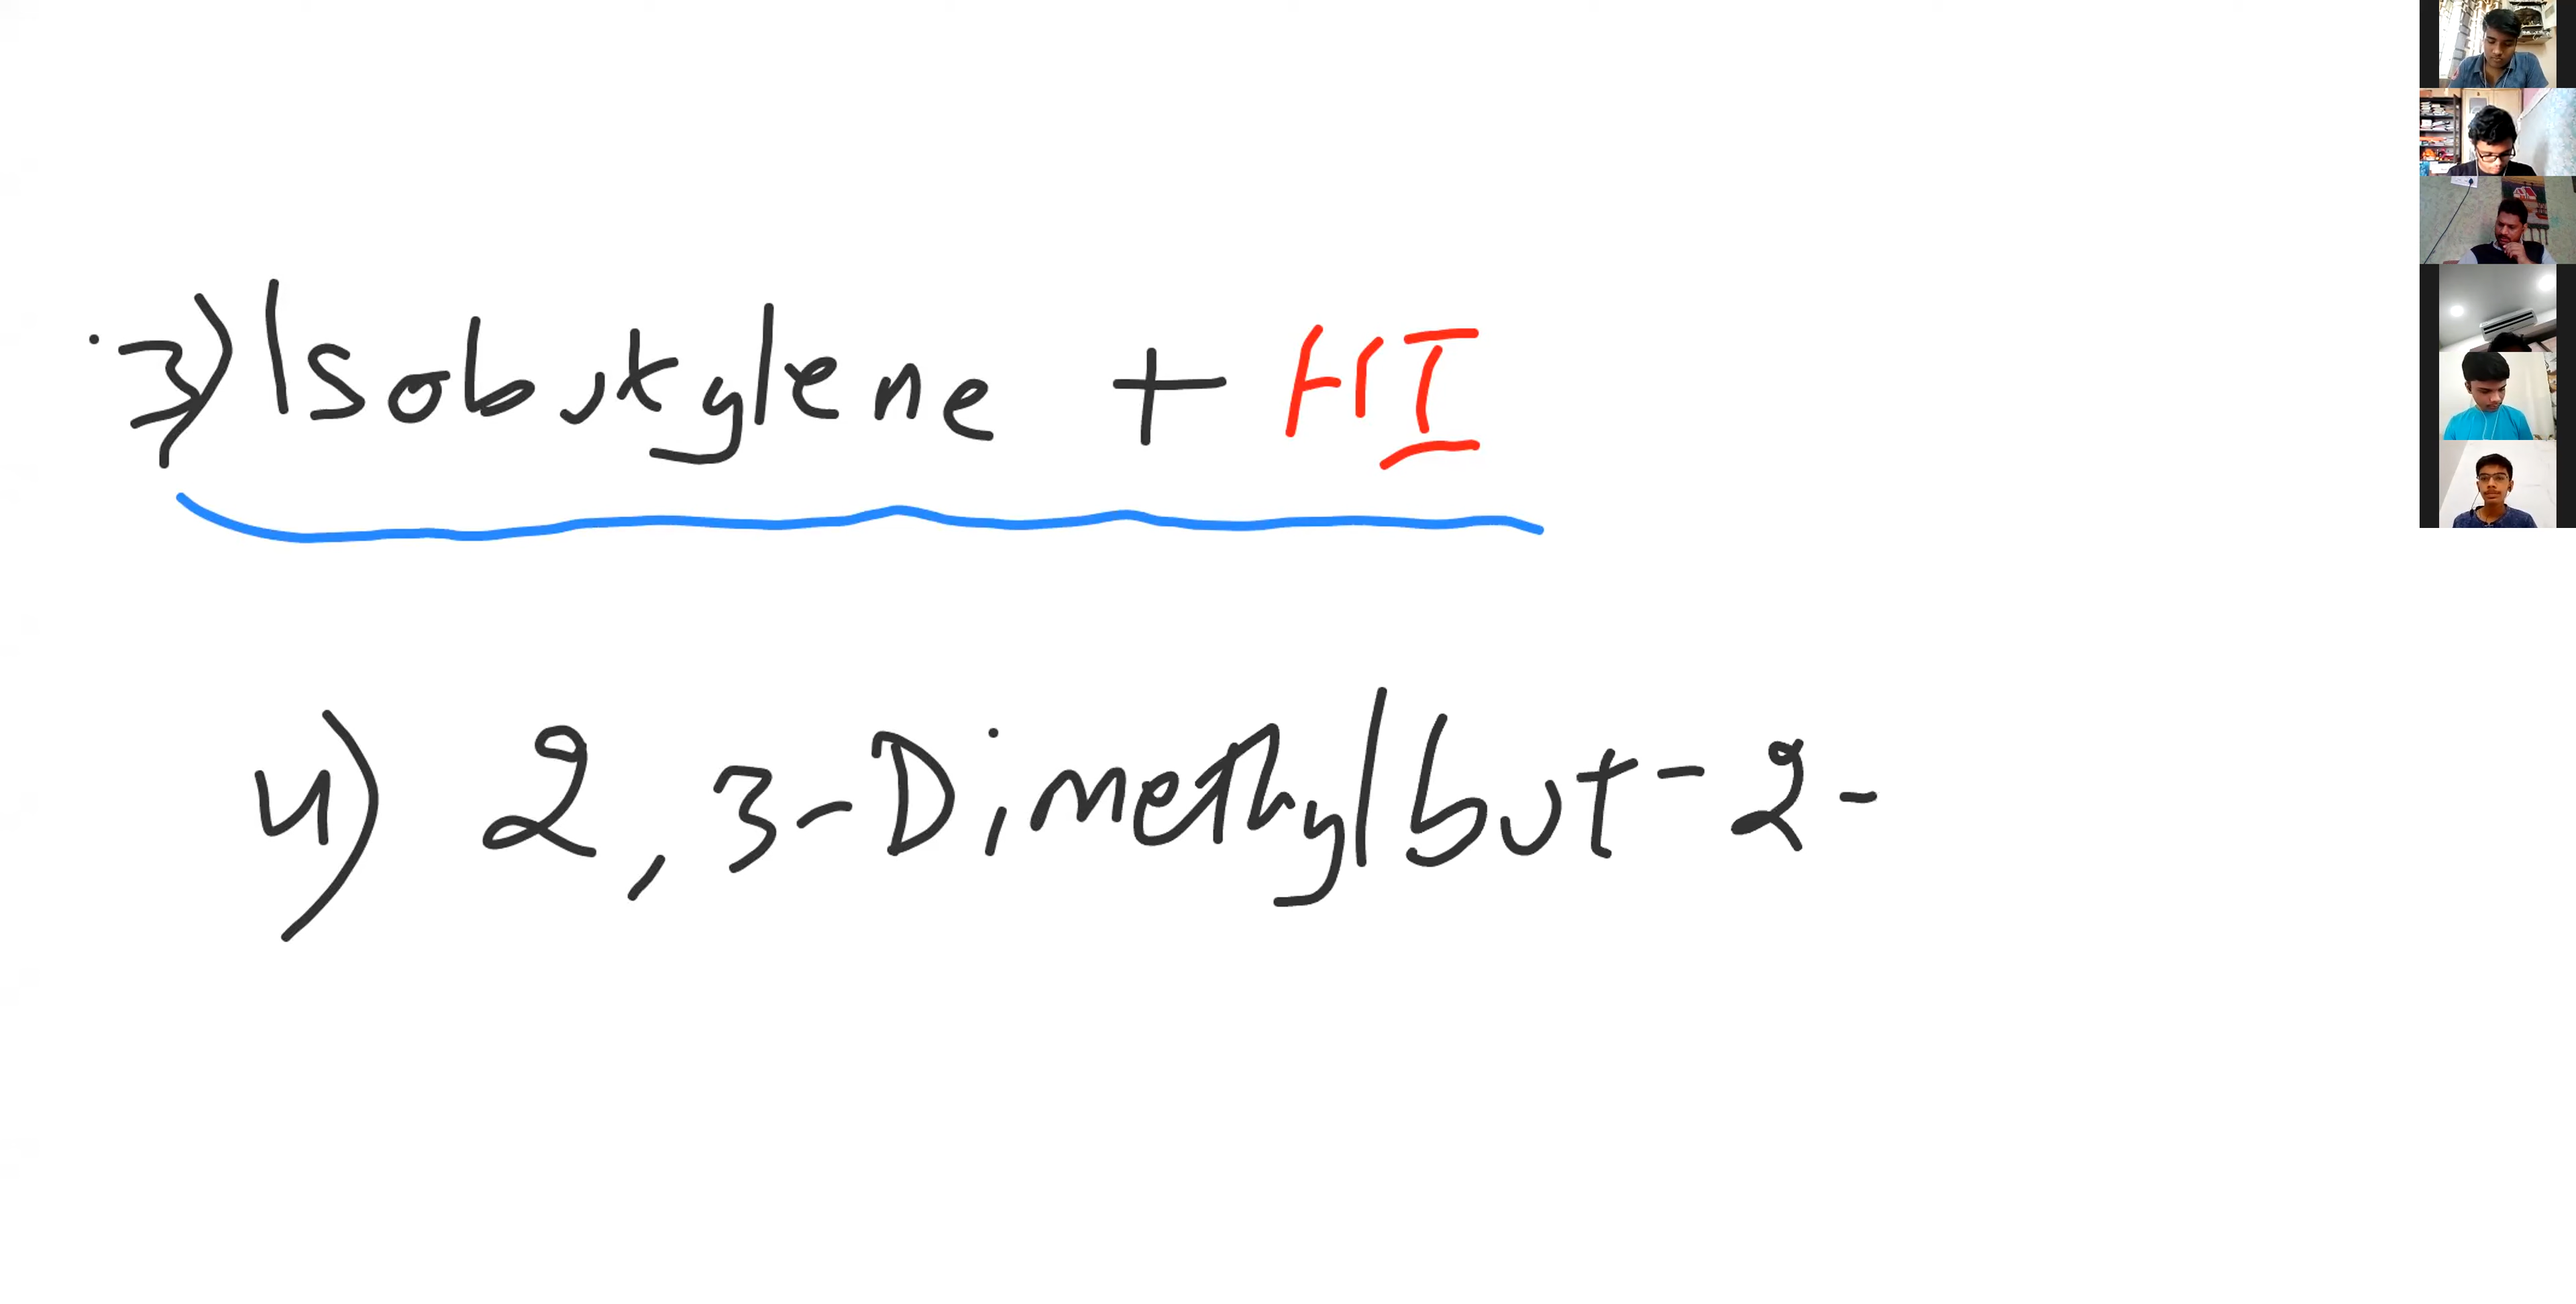 3) Isobutylene + HI
4) 2,3-Dimethylbut-2-